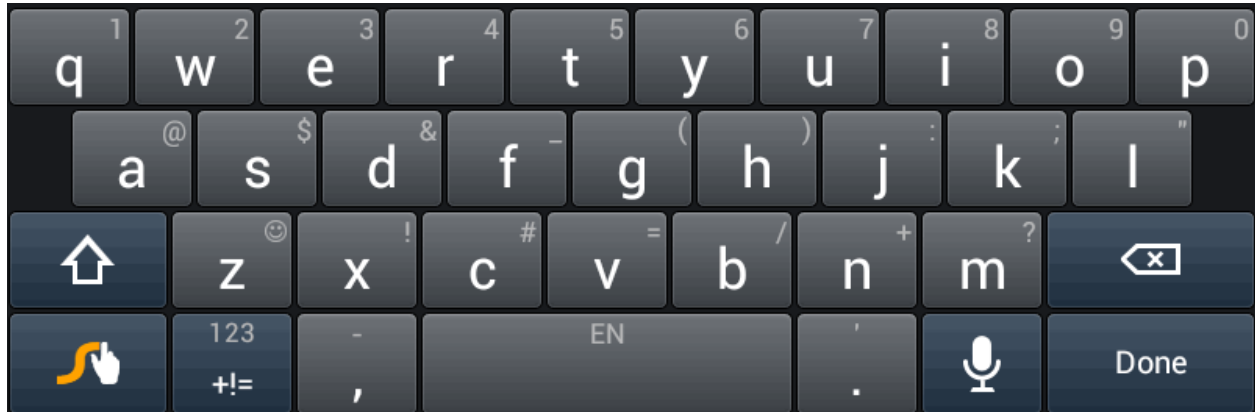 1 2 3 4 5 6 7 8 9 0
q w e r t y u i o p
@ $ & _ ( ) : ; "
a s d f g h j k l
☺ ! # = / + ?
z x c v b n m
123 - EN '
+!= , . Done